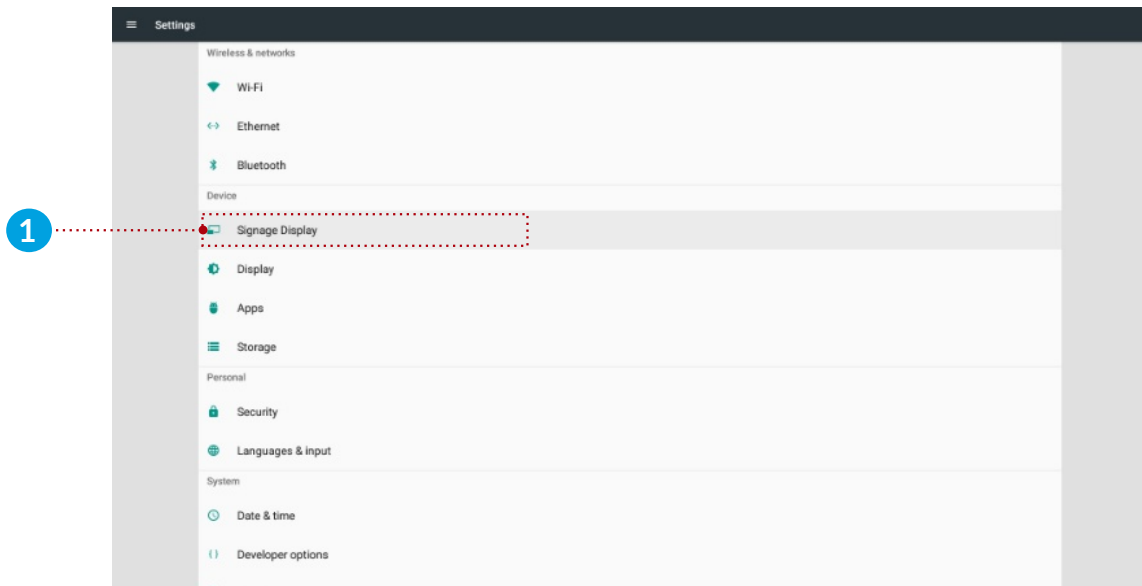 Settings
Wireless & networks
Wi-Fi
Ethernet
Bluetooth
Device
1
Signage Display
Display
Apps
Storage
Personal
Security
Languages & input
System
Date & time
Developer options